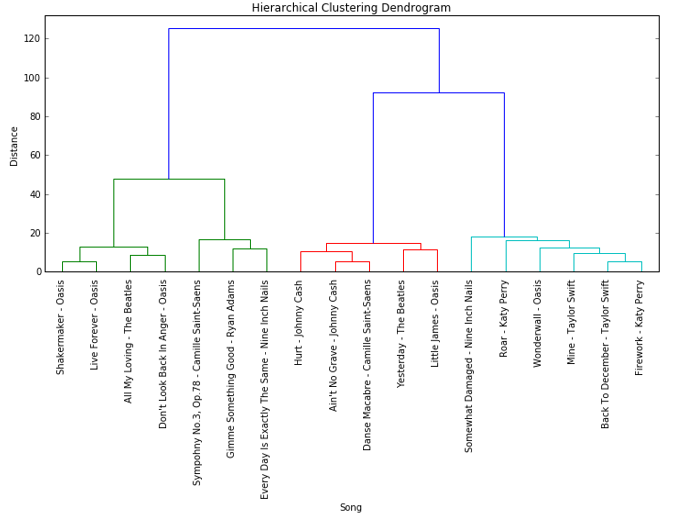 Hierarchical Clustering Dendrogram
120
100
80
60
40
20
0
Distance
Shakermaker - Oasis
Live Forever - Oasis
All My Loving - The Beatles
Don't Look Back In Anger - Oasis
Sympohny No.3, Op.78 - Camille Saint-Saens
Gimme Something Good - Ryan Adams
Every Day Is Exactly The Same - Nine Inch Nails
Hurt - Johnny Cash
Ain't No Grave - Johnny Cash
Danse Macabre - Camille Saint-Saens
Yesterday - The Beatles
Little James - Oasis
Somewhat Damaged - Nine Inch Nails
Roar - Katy Perry
Wonderwall - Oasis
Mine - Taylor Swift
Back To December - Taylor Swift
Firework - Katy Perry
Song